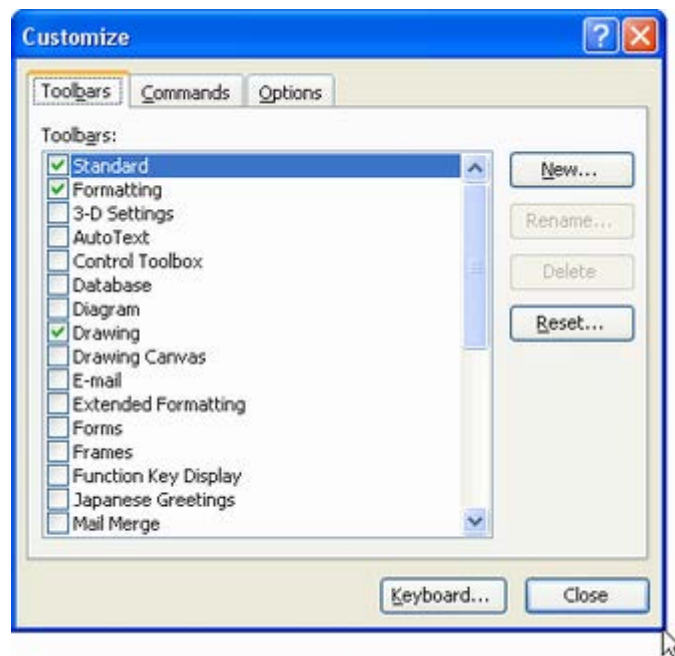 Customize
Toolbars Commands Options
Toolbars:
Standard
Formatting
3-D Settings
AutoText
Control Toolbox
Database
Diagram
Drawing
Drawing Canvas
E-mail
Extended Formatting
Forms
Frames
Function Key Display
Japanese Greetings
Mail Merge
New...
Rename...
Delete
Reset...
Keyboard... Close